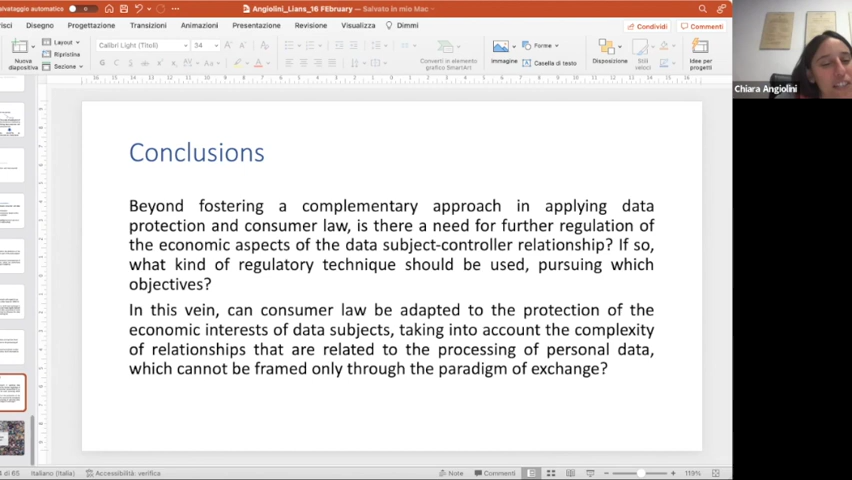 salvataggio automatico
Angiolini_Lians_16 FEbruary — Salvato in mio Mac
Disegno Progettazione Transizioni Animazioni Presentazione Revisione Visualizza Dimmi Condividi Commenti
Nuova diapositiva
Layout
Ripristina
Sezione
Calibri Light (Titoli) 34
Converti in elemento grafico SmartArt
Immagine
Forme
Casella di testo
Disposizione
Stili veloci
Idee per progetti
Chiara Angiolini
Conclusions
Beyond fostering a complementary approach in applying data
protection and consumer law, is there a need for further regulation of
the economic aspects of the data subject-controller relationship? If so,
what kind of regulatory technique should be used, pursuing which
objectives?
In this vein, can consumer law be adapted to the protection of the
economic interests of data subjects, taking into account the complexity
of relationships that are related to the processing of personal data,
which cannot be framed only through the paradigm of exchange?
di 65 Italiano (Italia) Accessibilità: verifica Note Commenti 119%